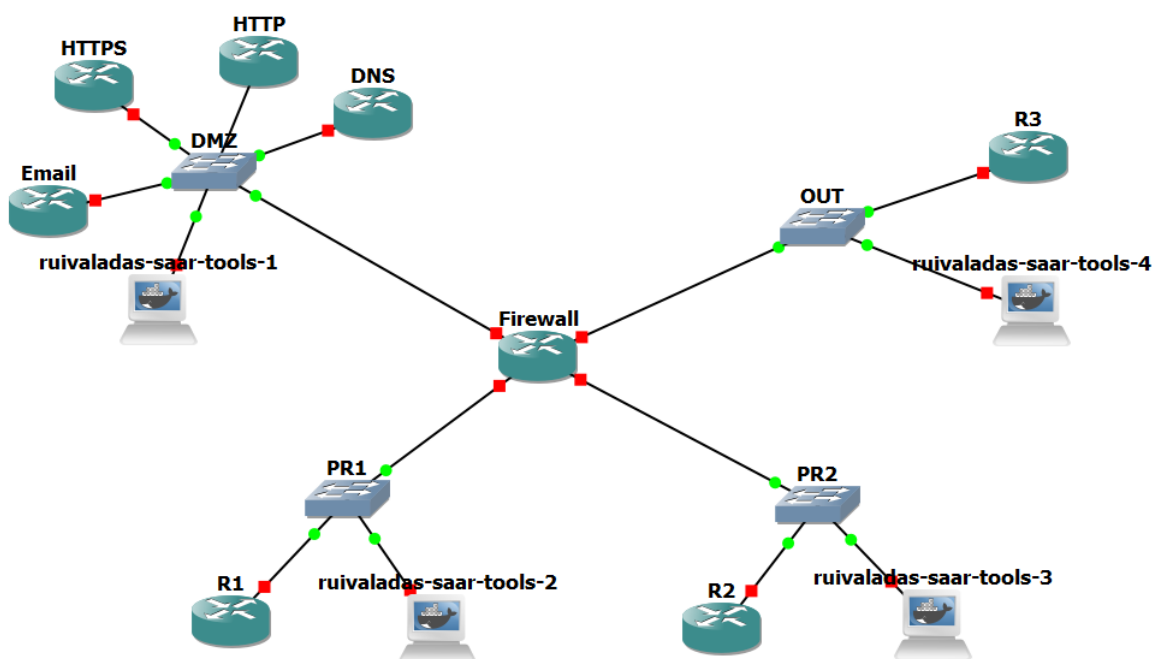 HTTP
HTTPS
DNS
DMZ
Email
ruivaladas-saar-tools-1
R3
OUT
ruivaladas-saar-tools-4
Firewall
PR1
PR2
R1
ruivaladas-saar-tools-2
R2
ruivaladas-saar-tools-3